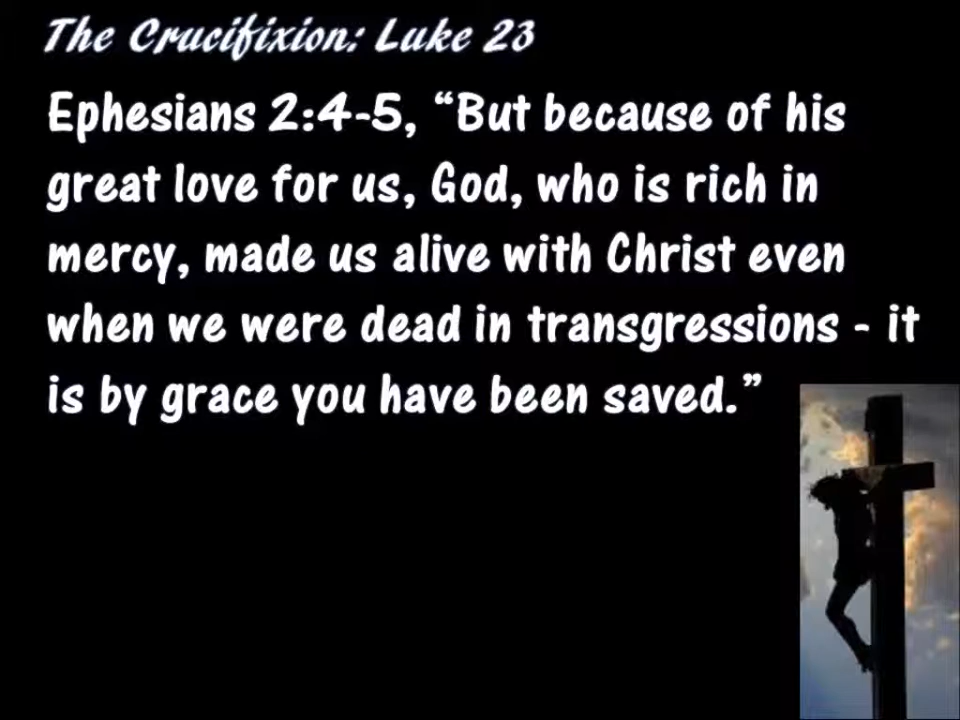 The Crucifixion: Luke 23
Ephesians 2:4-5, “But because of his
great love for us, God, who is rich in
mercy, made us alive with Christ even
when we were dead in transgressions - it
is by grace you have been saved.”